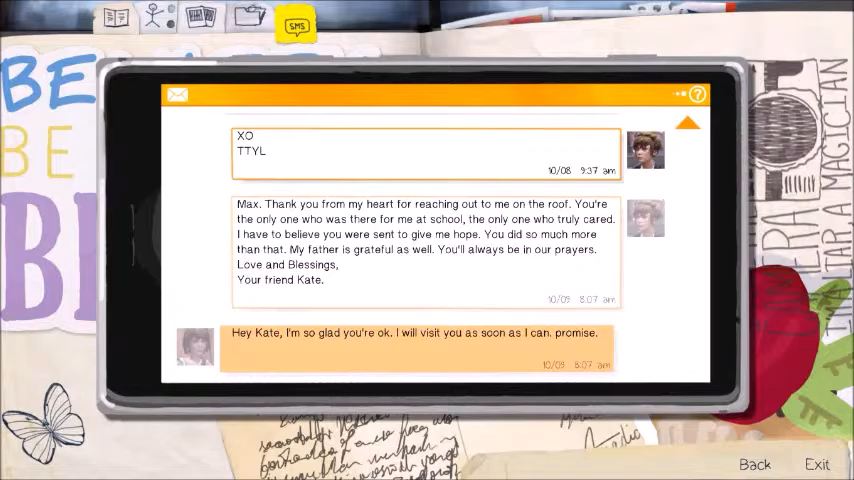 SMS
BE
BE
BE
XO
TTYL
10/08 9:37 am
Max. Thank you from my heart for reaching out to me on the roof. You're
the only one who was there for me at school, the only one who truly cared.
I have to believe you were sent to give me hope. You did so much more
than that. My father is grateful as well. You'll always be in our prayers.
Love and Blessings,
Your friend Kate.
10/09 8:07 am
Hey Kate, I'm so glad you're ok. I will visit you as soon as I can. promise.
10/09 8:07 am
?
TART A MAGICIAN
Back
Exit